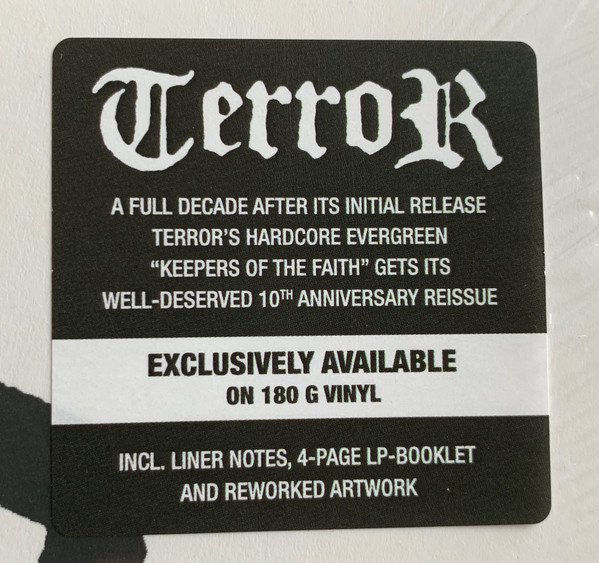 TerroR
A FULL DECADE AFTER ITS INITIAL RELEASE
TERROR'S HARDCORE EVERGREEN
“KEEPERS OF THE FAITH” GETS ITS
WELL-DESERVED 10TH ANNIVERSARY REISSUE
EXCLUSIVELY AVAILABLE
ON 180 G VINYL
INCL. LINER NOTES, 4-PAGE LP-BOOKLET
AND REWORKED ARTWORK